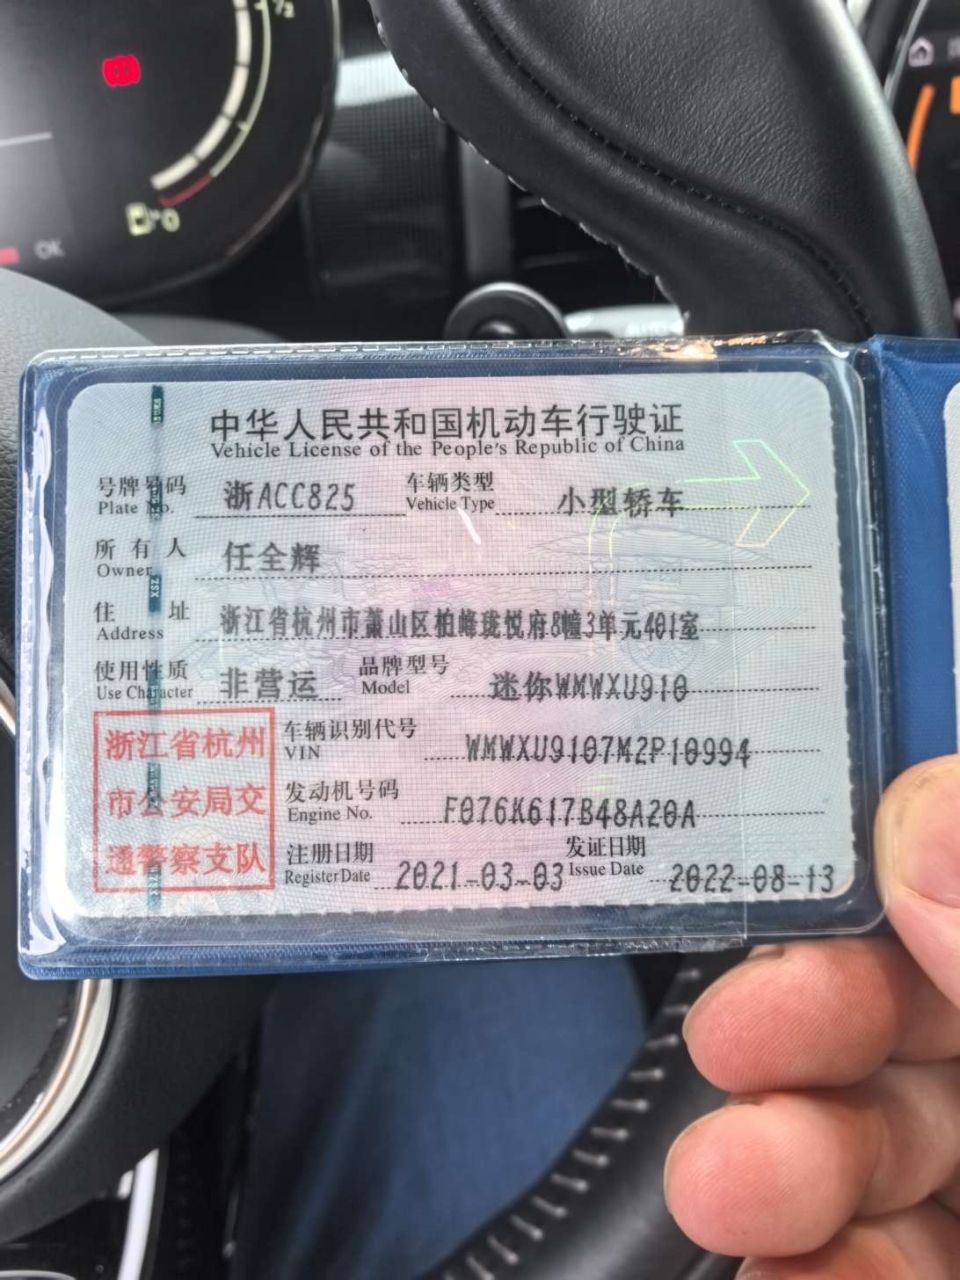 1/2
0
OK
中华人民共和国机动车行驶证
Vehicle License of the People's Republic of China
号牌号码 浙ACC825 车辆类型 小型轿车
Plate No. Vehicle Type
所有人 任全辉
Owner
住址 浙江省杭州市萧山区柏峰珑悦府8幢3单元401室
Address
使用性质 非营运 品牌型号 迷你WMWXU910
Use Character Model
浙江省杭州
市公安局交
通警察支队
车辆识别代号 WMWXU9107M2P10994
VIN
发动机号码 F076K617B48A20A
Engine No.
注册日期 2021-03-03 发证日期 2022-08-13
Register Date Issue Date